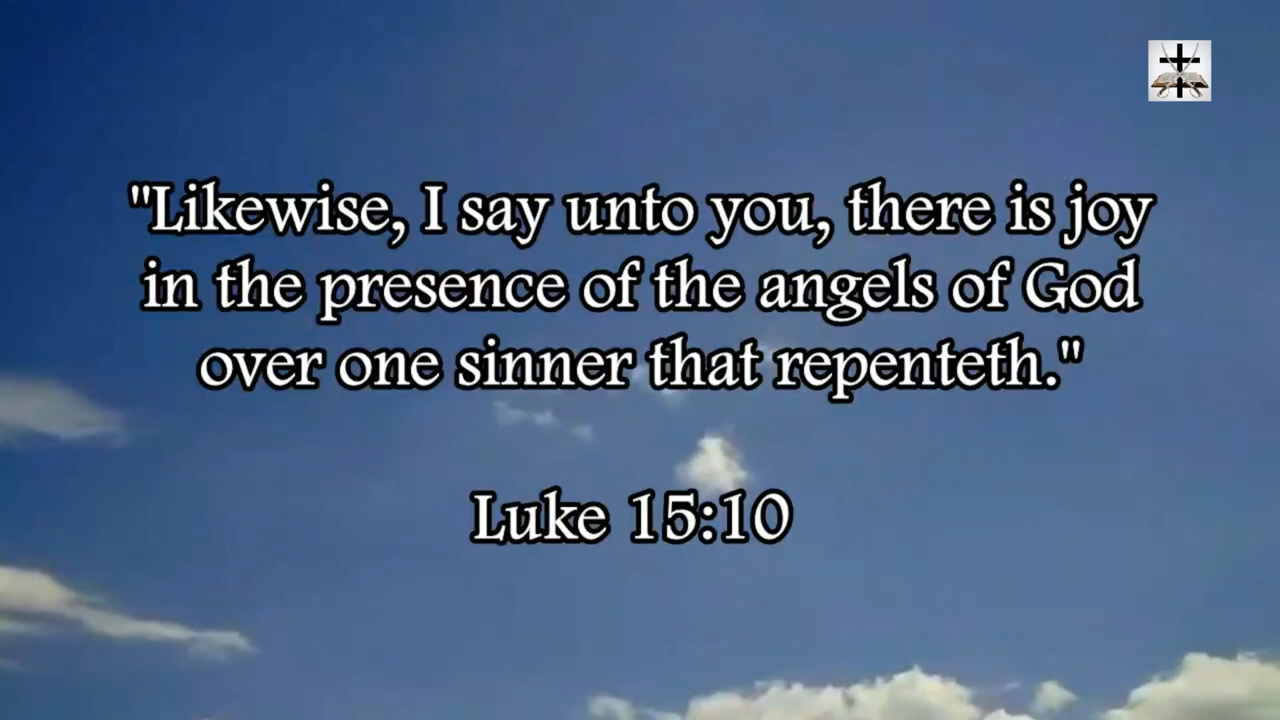 "Likewise, I say unto you, there is joy
in the presence of the angels of God
over one sinner that repenteth."
Luke 15:10